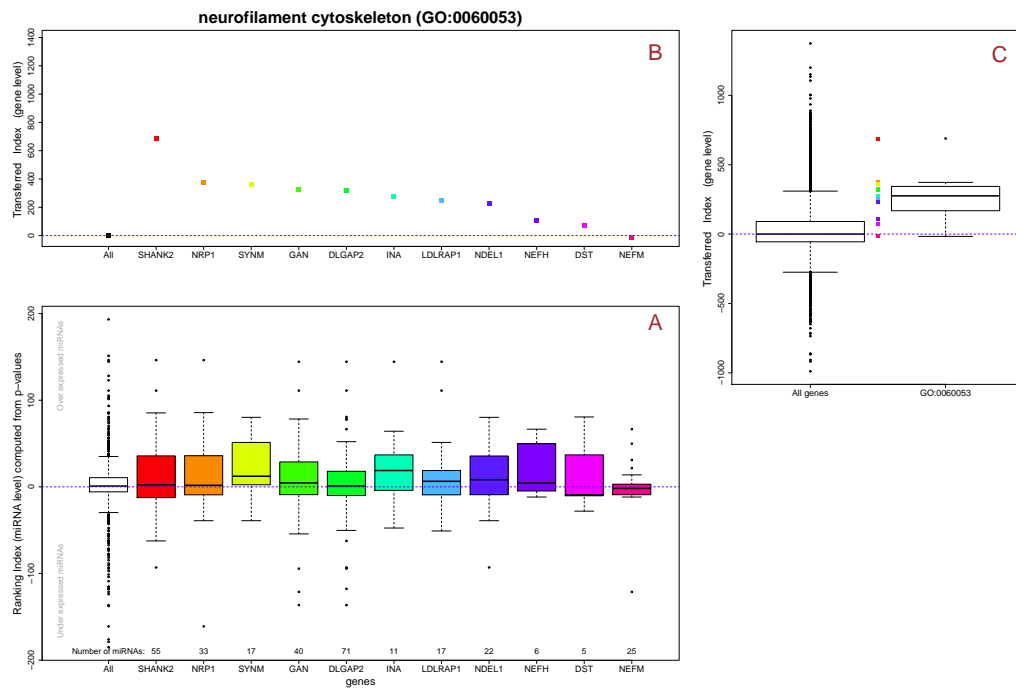 neurofilament cytoskeleton (GO:0060053)
B
Transferred Index (gene level)
0 200 400 600 800 1000 1200 1400
All SHANK2 NRP1 SYNM GAN DLGAP2 INA LDLRAP1 NDEL1 NEFH DST NEFM
A
Ranking Index (miRNA level) computed from p-values
−200 −100 0 100 200
Over expressed miRNAs
Under expressed miRNAs
Number of miRNAs: 55 33 17 40 71 11 17 22 6 5 25
All SHANK2 NRP1 SYNM GAN DLGAP2 INA LDLRAP1 NDEL1 NEFH DST NEFM
genes
C
Transferred Index (gene level)
−1000 −500 0 500 1000
All genes GO:0060053